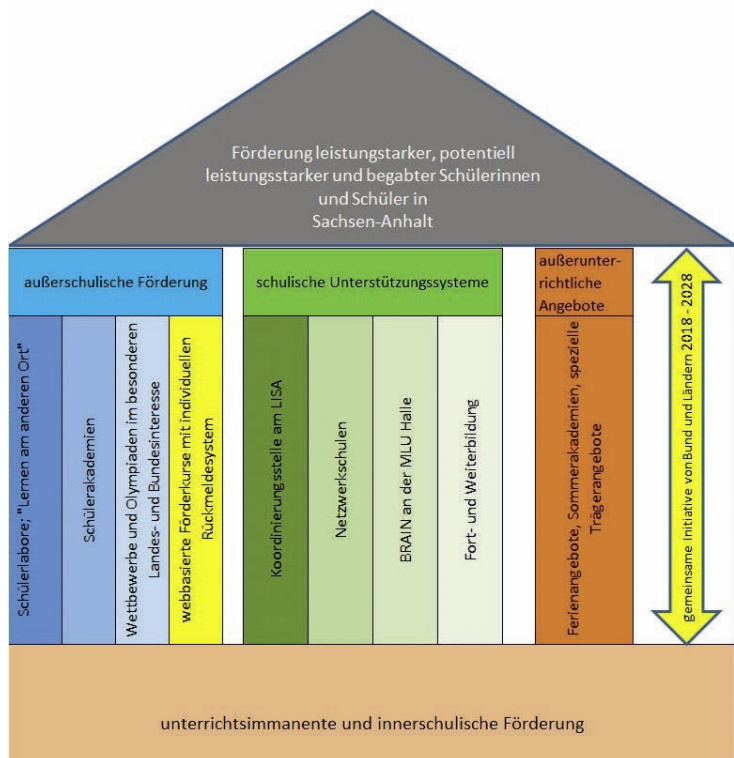 Förderung leistungstarker, potentiell
leistungsstarker und begabter Schülerinnen
und Schüler in
Sachsen-Anhalt
außerschulische Förderung
Schülerlabore; "Lernen am anderen Ort"
Schülerakademien
Wettbewerbe und Olympiaden im besonderen
Landes- und Bundesinteresse
webbasierte Förderkurse mit individuellen
Rückmeldesystem
schulische Unterstützungssysteme
Koordinierungsstelle am LISA
Netzwerkschulen
BRAIN an der MLU Halle
Fort- und Weiterbildung
außerunter-
richtliche
Angebote
Ferienangebote, Sommerakademien, spezielle
Trägerangebote
gemeinsame Initiative von Bund und Ländern 2018 - 2028
unterrichtsimmanente und innerschulische Förderung